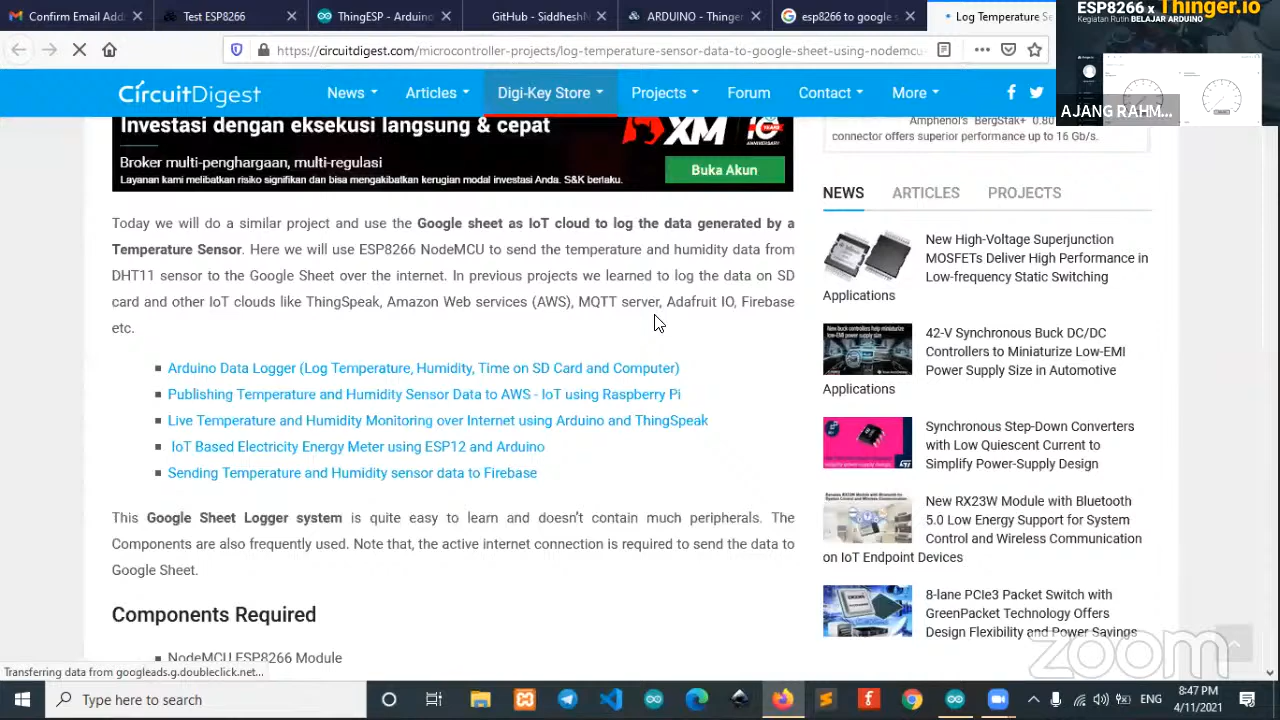 Confirm Email Add
Test ESP8266
ThingESP - Arduino
GitHub - SiddheshN
ARDUINO - Thinger
esp8266 to google s
Log Temperature Se
ESP8266 x Thinger.io
Kegiatan Rutin BELAJAR ARDUINO
https://circuitdigest.com/microcontroller-projects/log-temperature-sensor-data-to-google-sheet-using-nodemcu-
CircuitDigest
News
Articles
Digi-Key Store
Projects
Forum
Contact
More
AJANG RAHM...
Investasi dengan eksekusi langsung & cepat
Broker multi-penghargaan, multi-regulasi
Layanan kami melibatkan risiko signifikan dan bisa mengakibatkan kerugian modal investasi Anda. S&K berlaku.
XM
10 YEARS
ANNIVERSARY
Buka Akun
Amphenol's BergStak+ 0.80
connector offers superior performance up to 16 Gb/s.
Today we will do a similar project and use the Google sheet as IoT cloud to log the data generated by a
Temperature Sensor. Here we will use ESP8266 NodeMCU to send the temperature and humidity data from
DHT11 sensor to the Google Sheet over the internet. In previous projects we learned to log the data on SD
card and other IoT clouds like ThingSpeak, Amazon Web services (AWS), MQTT server, Adafruit IO, Firebase
etc.
Arduino Data Logger (Log Temperature, Humidity, Time on SD Card and Computer)
Publishing Temperature and Humidity Sensor Data to AWS - IoT using Raspberry Pi
Live Temperature and Humidity Monitoring over Internet using Arduino and ThingSpeak
IoT Based Electricity Energy Meter using ESP12 and Arduino
Sending Temperature and Humidity sensor data to Firebase
This Google Sheet Logger system is quite easy to learn and doesn't contain much peripherals. The
Components are also frequently used. Note that, the active internet connection is required to send the data to
Google Sheet.
Components Required
NodeMCU ESP8266 Module
NEWS
ARTICLES
PROJECTS
New High-Voltage Superjunction
MOSFETs Deliver High Performance in
Low-frequency Static Switching
Applications
42-V Synchronous Buck DC/DC
Controllers to Miniaturize Low-EMI
Power Supply Size in Automotive
Applications
Synchronous Step-Down Converters
with Low Quiescent Current to
Simplify Power-Supply Design
New RX23W Module with Bluetooth
5.0 Low Energy Support for System
Control and Wireless Communication
on IoT Endpoint Devices
8-lane PCIe3 Packet Switch with
GreenPacket Technology Offers
Design Flexibility and Power Savings
zoom
Transferring data from googleads.g.doubleclick.net...
Type here to search
ENG
8:47 PM
4/11/2021